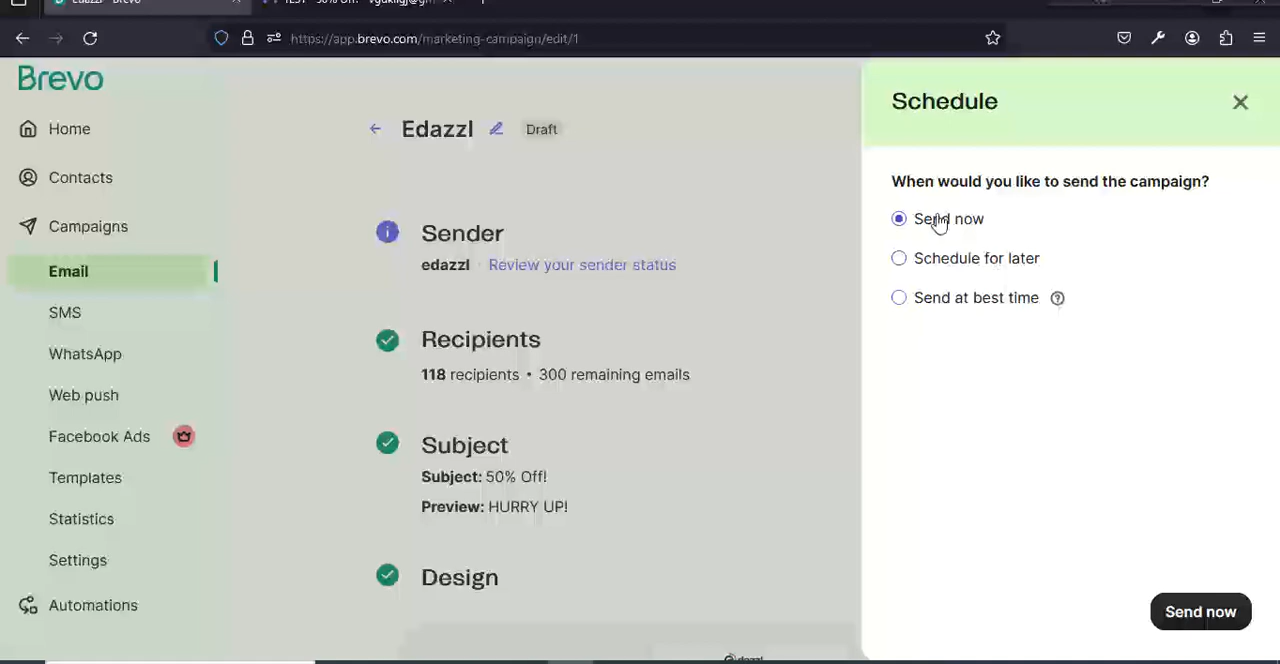 https://app.brevo.com/marketing-campaign/edit/1
Brevo
Home
Contacts
Campaigns
Email
SMS
WhatsApp
Web push
Facebook Ads
Templates
Statistics
Settings
Automations
Edazzl
Draft
Sender
edazzl · Review your sender status
Recipients
118 recipients • 300 remaining emails
Subject
Subject: 50% Off!
Preview: HURRY UP!
Design
Schedule
When would you like to send the campaign?
Send now
Schedule for later
Send at best time
Send now